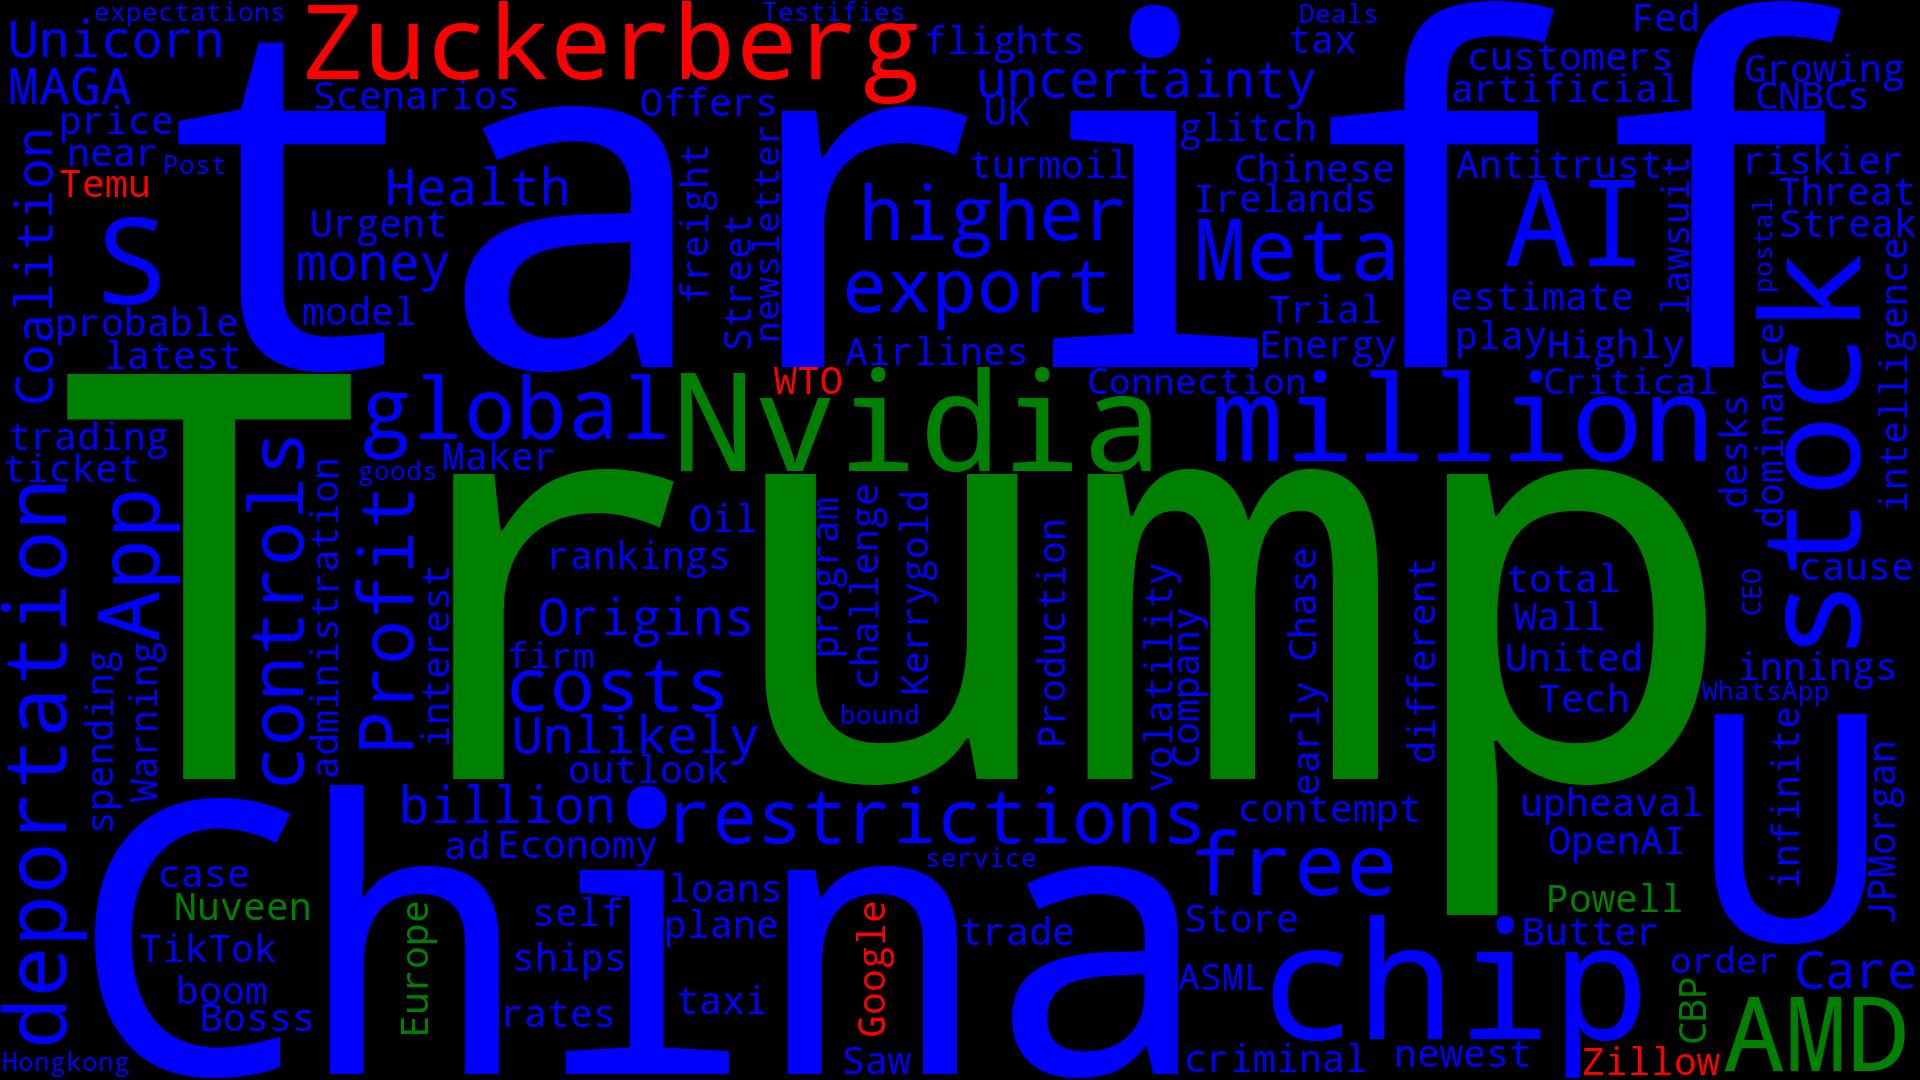 expectations
Unicorn
Zuckerberg
Testifies
flights
Deals
tax
Fed
MAGA
Scenarios
Offers
uncertainty
UK
customers
artificial
Growing
CNBCs
tariff
price
near
Post
Temu
glitch
turmoil
Chinese
Antitrust
riskier
Threat
Streak
Coalition
S
Health
Urgent
money
model
freight
Street
newsletter
higher
export
Irelands
Meta
AI
lawsuit
postal
stock
intelligence
probable
latest
Airlines
Trial
Energy
estimate
play
Highly
WTO
Connection
Critical
global
Nvidia
million
desks
dominance
trading
ticket
goods
Maker
Trump
deportation
App
controls
administration
Profit
interest
Oil
rankings
Origins
firm
costs
Unlikely
outlook
program
challenge
Kerrygold
bound
Production
volatility
Company
early
Chase
different
total
Wall
United
Tech
CEO
cause
innings
WhatsApp
spending
Warning
U
infinite
JPMorgan
China
billion
restrictions
contempt
upheaval
OpenAI
ad
Economy
service
free
case
Nuveen
TikTok
boom
Bosss
Europe
self
ships
rates
loans
plane
taxi
Google
Saw
trade
Store
ASML
chip
Powell
Butter
order
Care
CBP
AMD
Hongkong
criminal
newest
Zillow